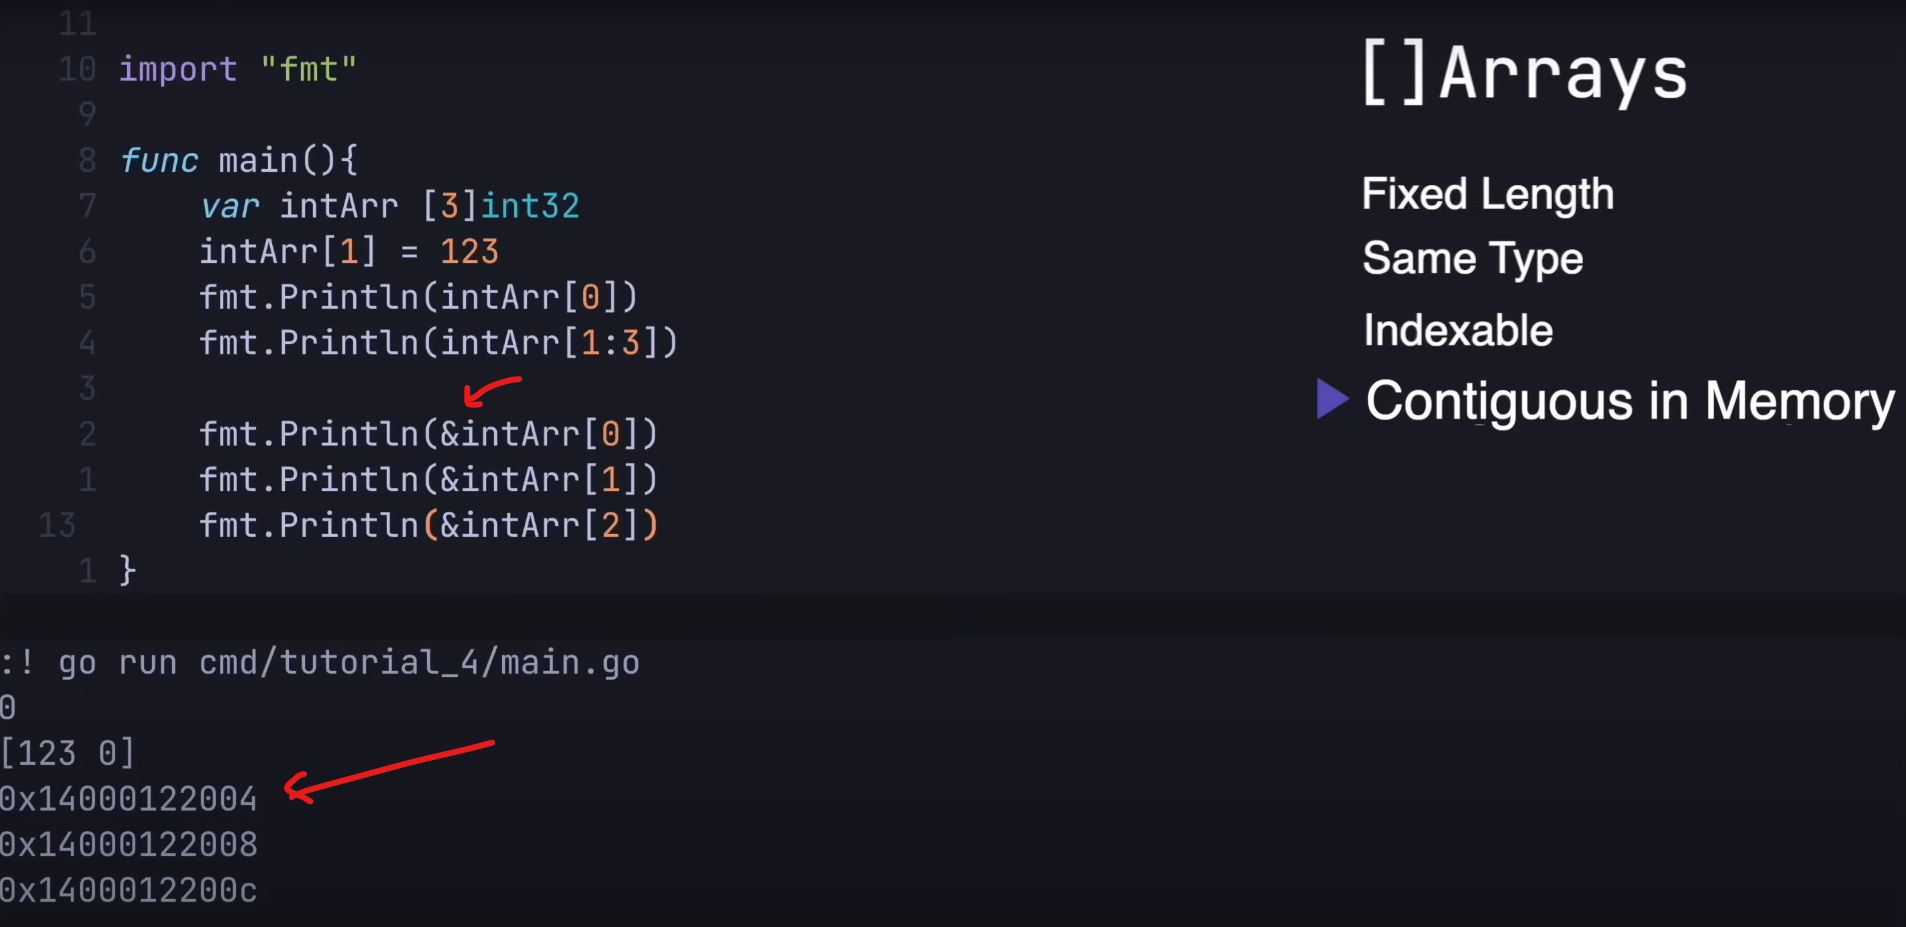 11
10 import "fmt"
9
8 func main(){
7 var intArr [3]int32
6 intArr[1] = 123
5 fmt.Println(intArr[0])
4 fmt.Println(intArr[1:3])
3
2 fmt.Println(&intArr[0])
1 fmt.Println(&intArr[1])
13 fmt.Println(&intArr[2])
1 }
:! go run cmd/tutorial_4/main.go
0
[123 0]
0x14000122004
0x14000122008
0x1400012200c
[]Arrays
Fixed Length
Same Type
Indexable
Contiguous in Memory